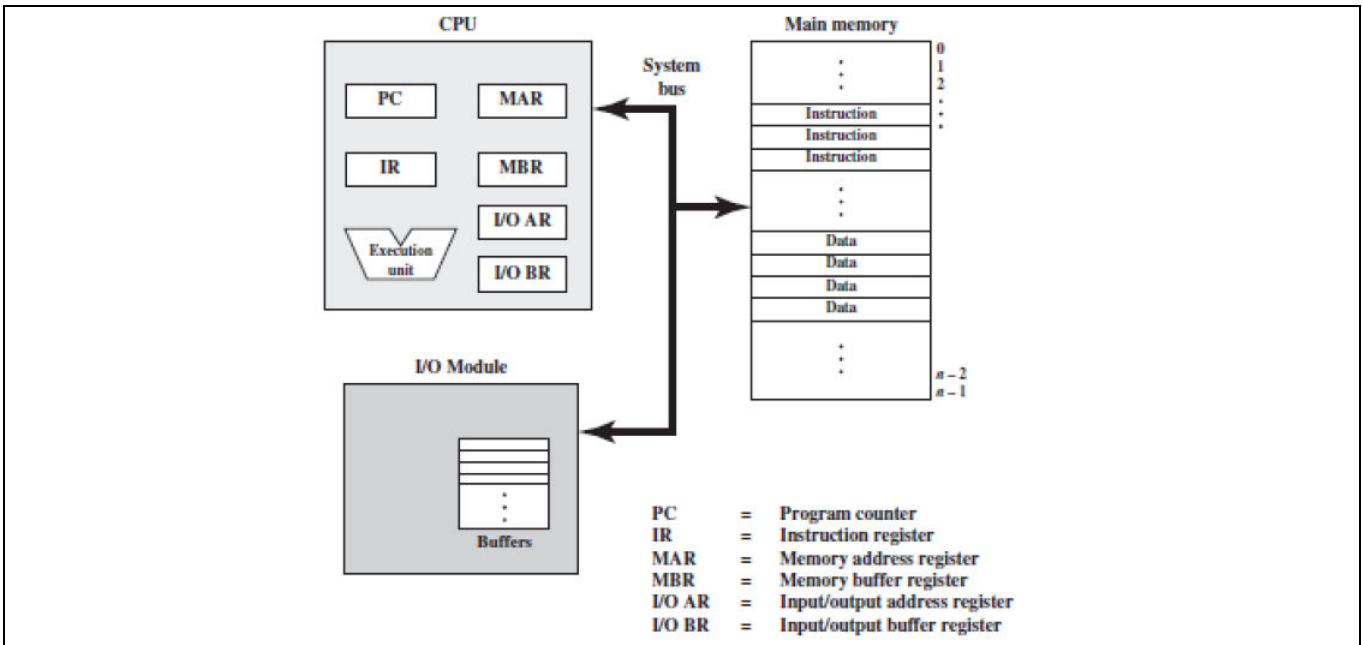 CPU
PC
MAR
IR
MBR
I/O AR
Execution
unit
I/O BR
System
bus
Main memory
0
1
2
Instruction
Instruction
Instruction
Data
Data
Data
Data
n – 2
n – 1
I/O Module
Buffers
PC = Program counter
IR = Instruction register
MAR = Memory address register
MBR = Memory buffer register
I/O AR = Input/output address register
I/O BR = Input/output buffer register